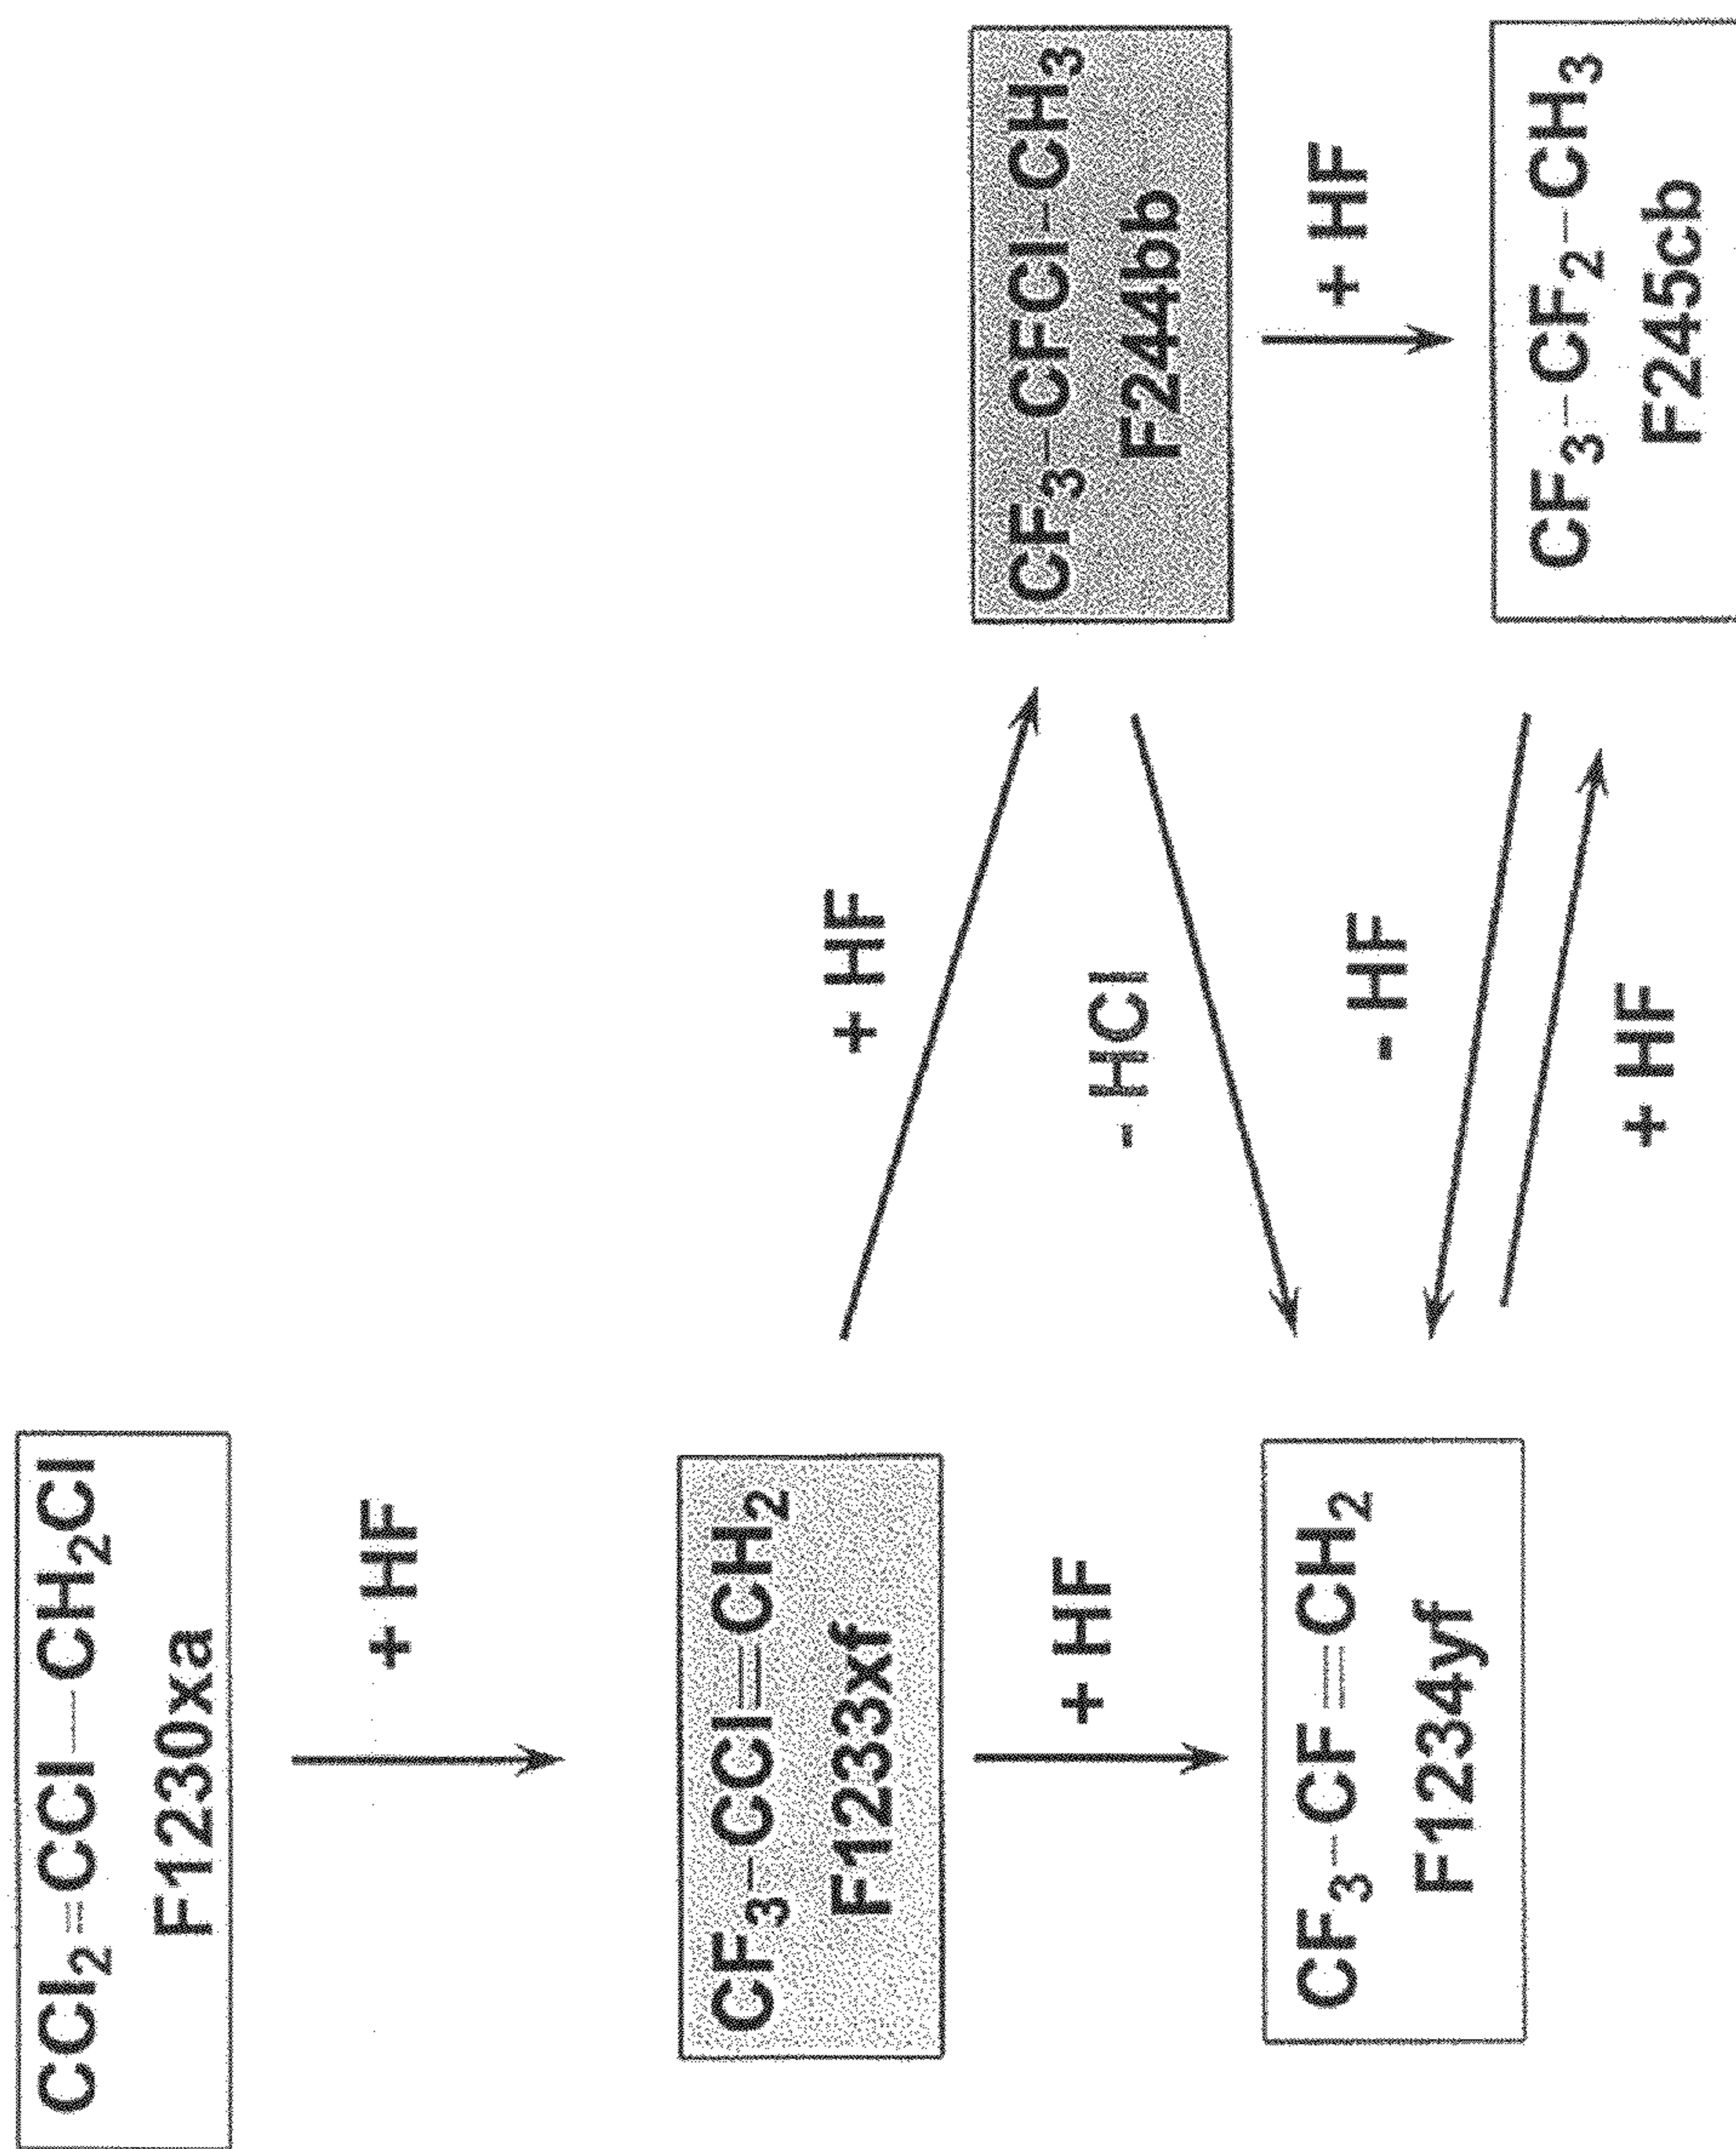 CCl2=CCl—CH2Cl
F1230xa
+ HF
CF3-CCl=CH2
F1233xf
+ HF
CF3-CFCl-CH3
F244bb
- HCl
+ HF
+ HF
CF3-CF=CH2
F1234yf
- HF
+ HF
CF3-CF2-CH3
F245cb